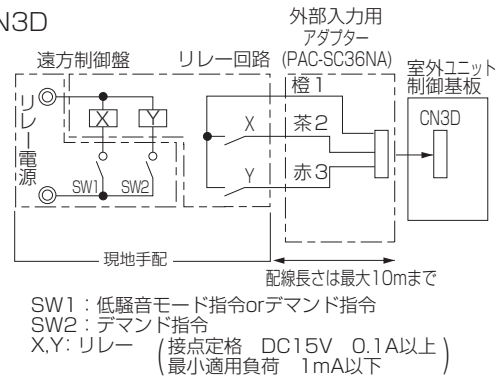 CN3D
外部入力用
アダプター
(PAC-SC36NA)
遠方制御盤
リレー回路
室外ユニット
制御基板
リレー電源
X
Y
SW1
SW2
X
Y
橙1
茶2
赤3
CN3D
現地手配
配線長さは最大10mまで
SW1：低騒音モード指令orデマンド指令
SW2：デマンド指令
X,Y: リレー (接点定格 DC15V 0.1A以上
最小適用負荷 1mA以下)